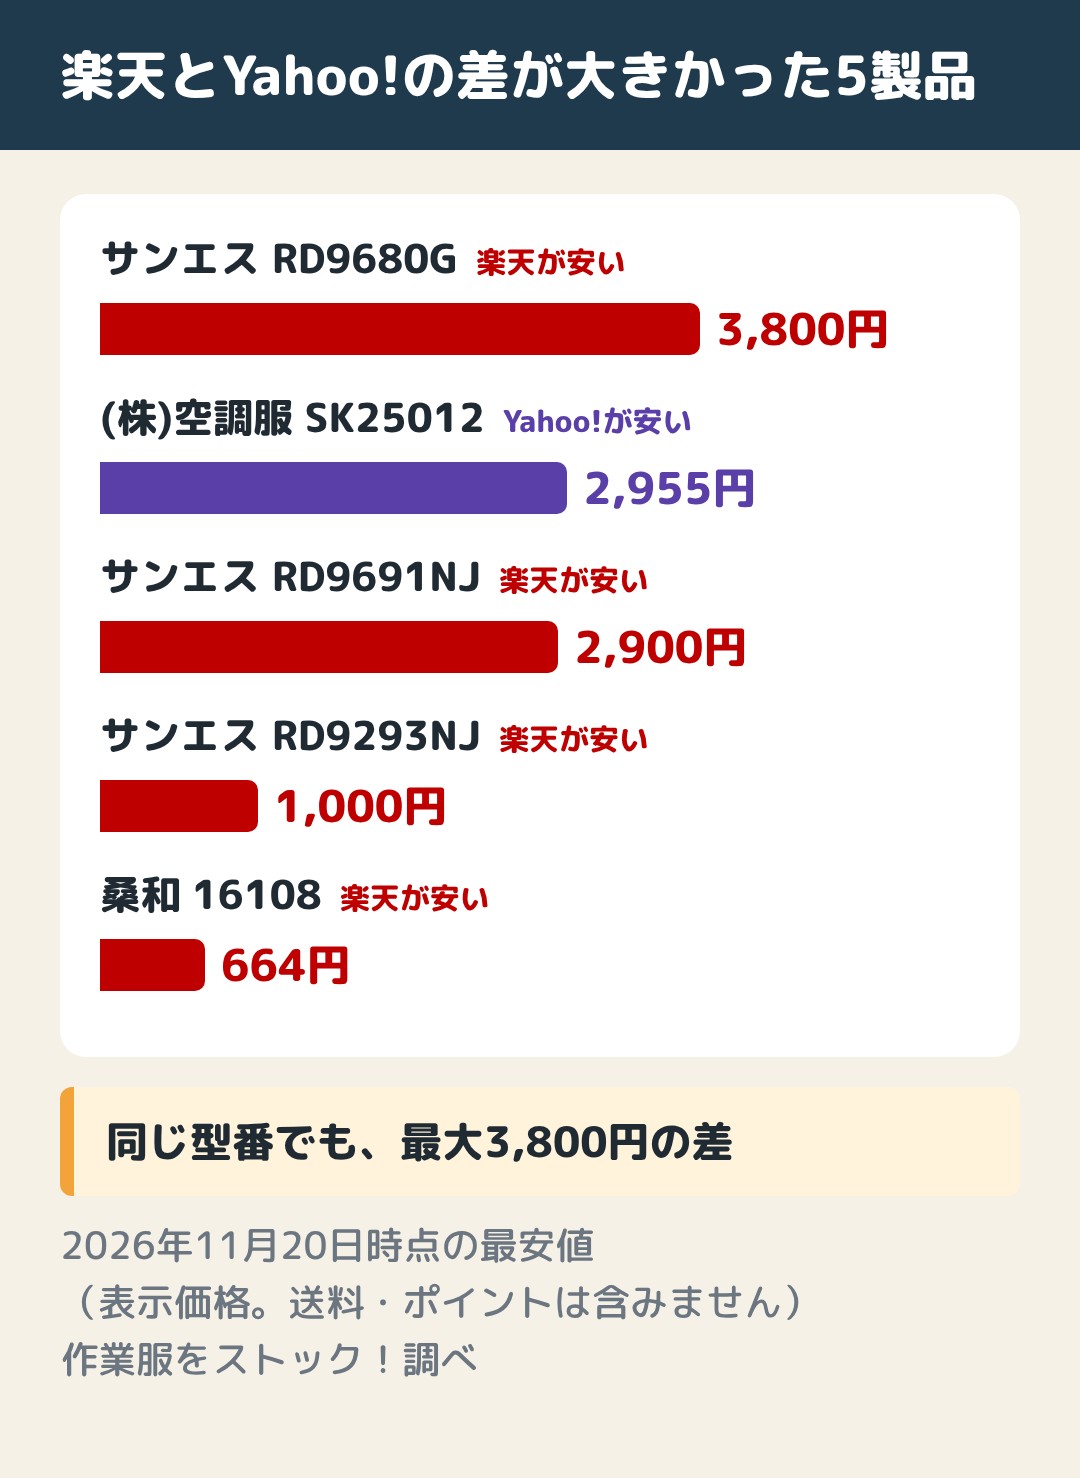 楽天とYahoo!の差が大きかった5製品
サンエス RD9680G 楽天が安い
3,800円
(株)空調服 SK25012 Yahoo!が安い
2,955円
サンエス RD9691NJ 楽天が安い
2,900円
サンエス RD9293NJ 楽天が安い
1,000円
桑和 16108 楽天が安い
664円
同じ型番でも、最大3,800円の差
2026年11月20日時点の最安値
（表示価格。送料・ポイントは含みません）
作業服をストック！調べ